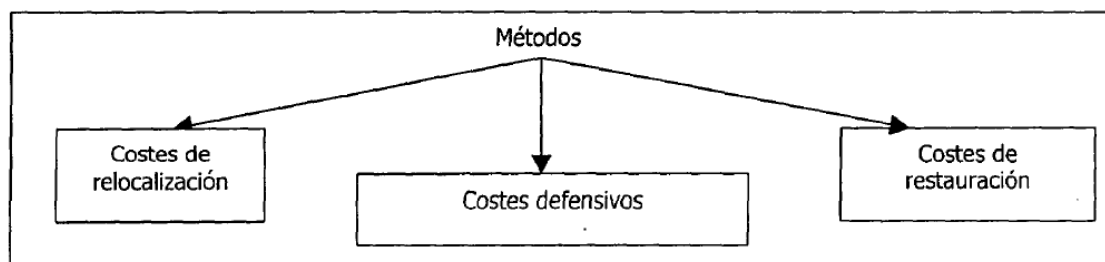 Métodos
Costes de
relocalización
Costes defensivos
Costes de
restauración